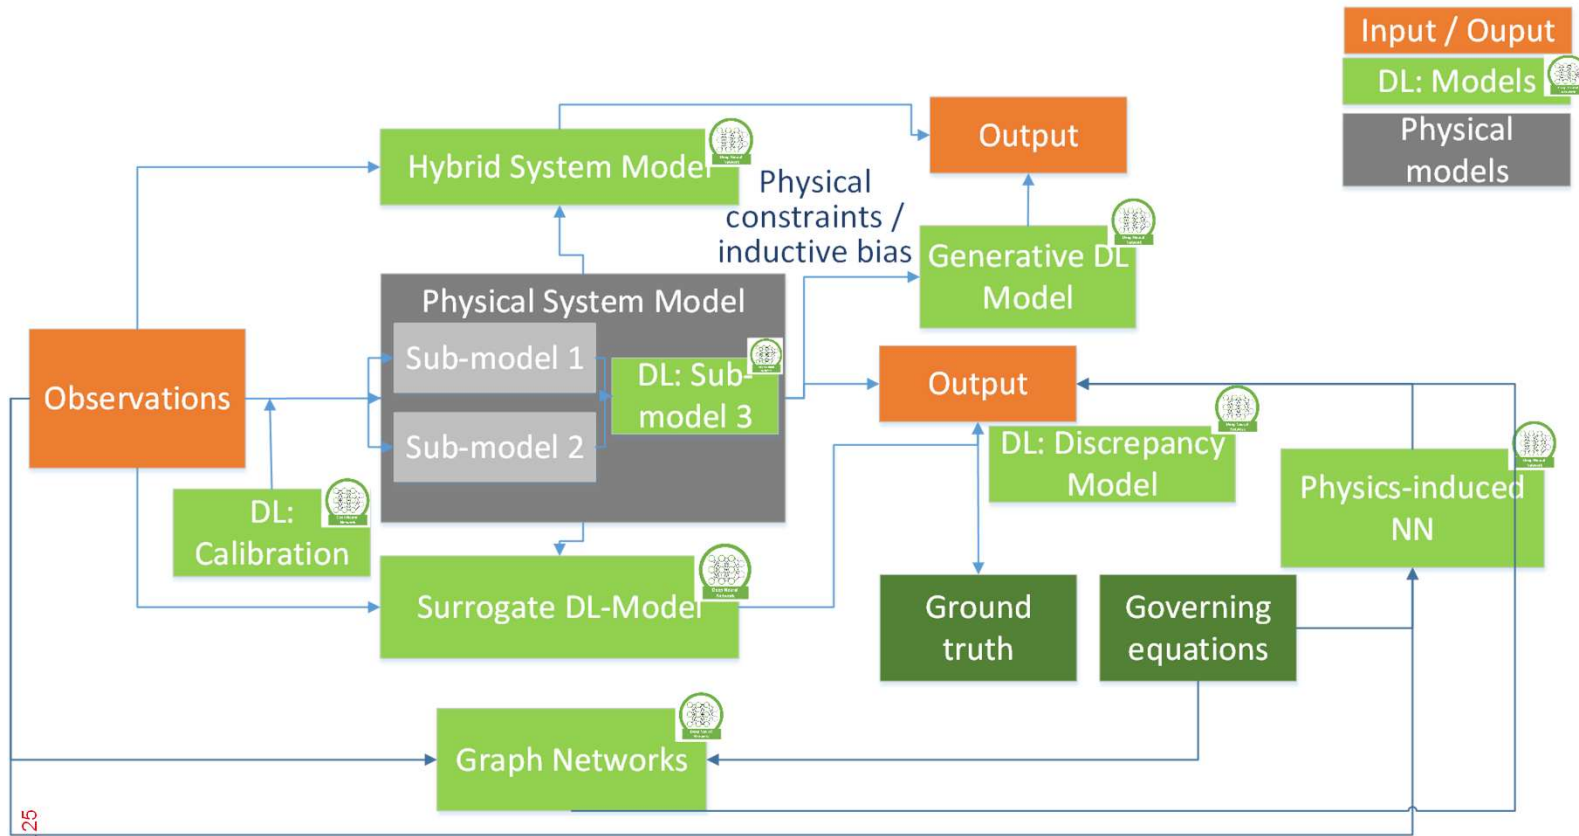 Input / Ouput
DL: Models
Physical
models
Output
Hybrid System Model
Physical
constraints /
inductive bias
Generative DL
Model
Physical System Model
Sub-model 1
Sub-model 2
DL: Sub-
model 3
Observations
Output
DL: Discrepancy
Model
Physics-induced
NN
DL:
Calibration
Surrogate DL-Model
Ground
truth
Governing
equations
Graph Networks
25